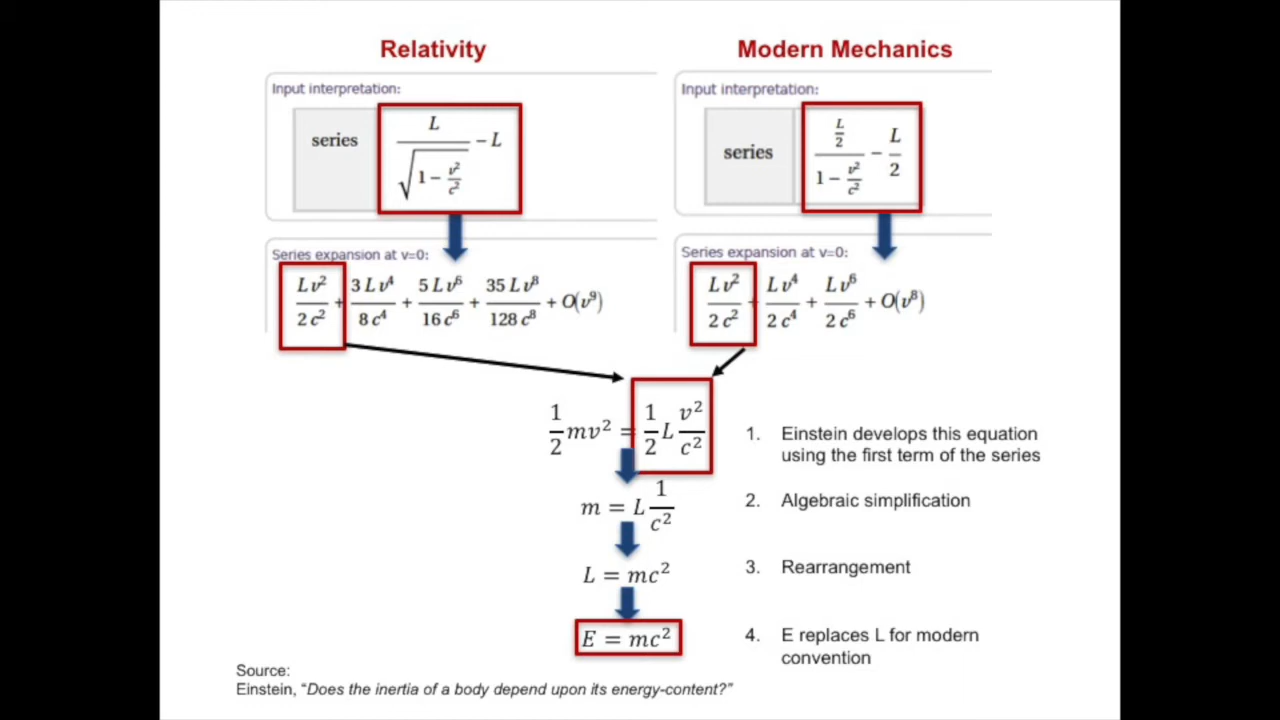 Relativity
Input interpretation:
series L / √(1 − v²/c²) − L
Series expansion at v=0:
Lv²/2c² + 3Lv⁴/8c⁴ + 5Lv⁶/16c⁶ + 35Lv⁸/128c⁸ + O(v⁹)
Modern Mechanics
Input interpretation:
series (L/2)/(1 − v²/c²) − L/2
Series expansion at v=0:
Lv²/2c² + Lv⁴/2c⁴ + Lv⁶/2c⁶ + O(v⁸)
1/2 mv² = 1/2 L v²/c²
1. Einstein develops this equation
using the first term of the series
m = L 1/c²
2. Algebraic simplification
L = mc²
3. Rearrangement
E = mc²
4. E replaces L for modern
convention
Source:
Einstein, “Does the inertia of a body depend upon its energy-content?”